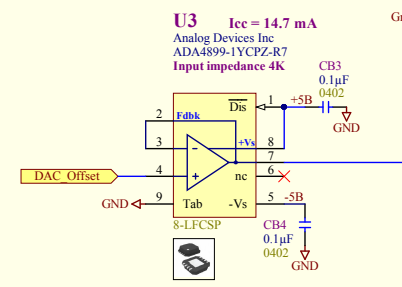 Gr
U3 Icc = 14.7 mA
Analog Devices Inc
ADA4899-1YCPZ-R7
Input impedance 4K
CB3
0.1µF
0402
Dis 1 +5B
GND
2 Fdbk
+Vs 8
3
7
DAC_Offset 4
nc 6
GND 9 Tab
-Vs 5 -5B
8-LFCSP
CB4
0.1µF
0402
GND